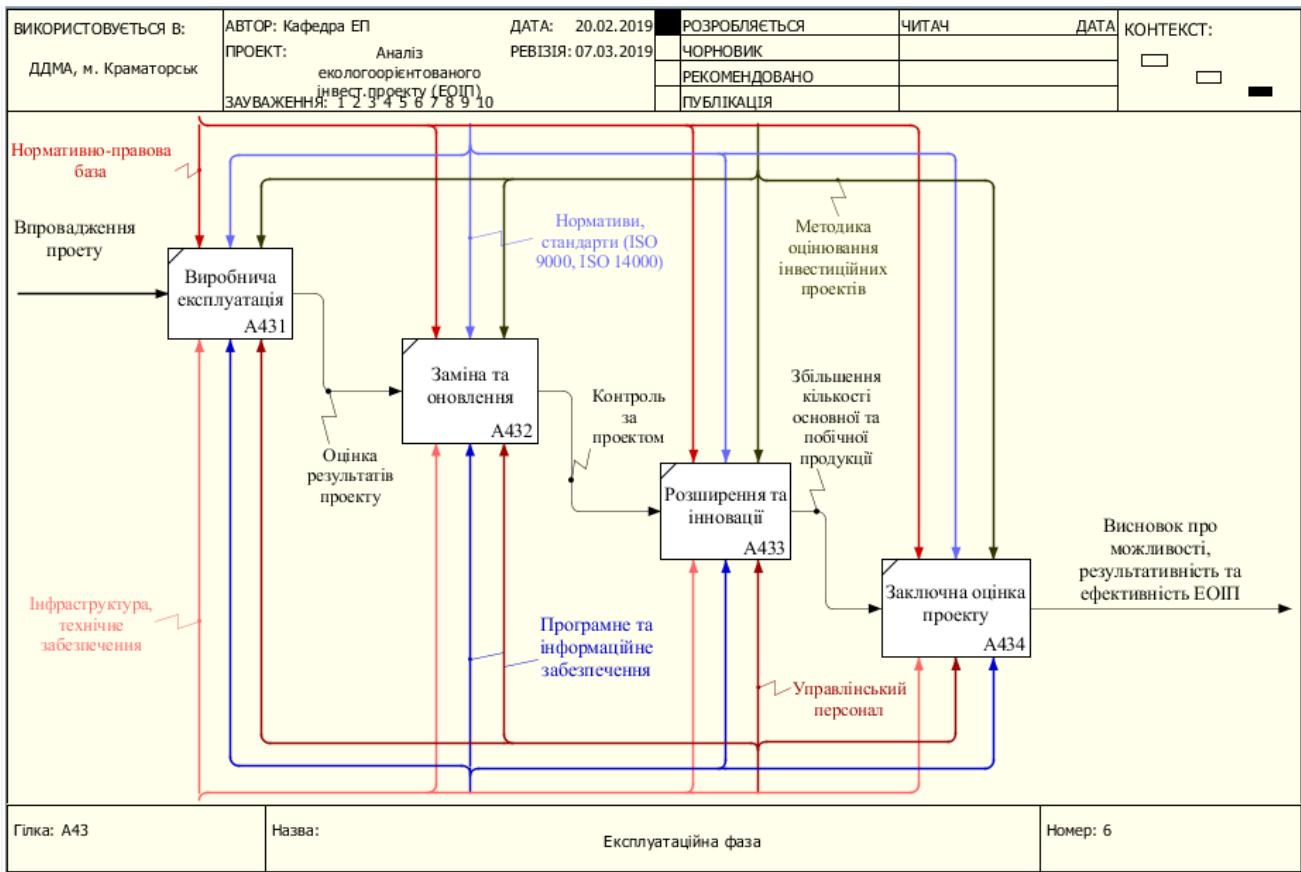 ВИКОРИСТОВУЄТЬСЯ В:
ДДМА, м. Краматорськ
АВТОР: Кафедра ЕП
ДАТА: 20.02.2019
ПРОЕКТ: Аналіз
екологоорієнтованого
інвест.проекту (ЕОІП)
РЕВІЗІЯ: 07.03.2019
ЗАУВАЖЕННЯ: 1 2 3 4 5 6 7 8 9 10
РОЗРОБЛЯЄТЬСЯ
ЧОРНОВИК
РЕКОМЕНДОВАНО
ПУБЛІКАЦІЯ
ЧИТАЧ
ДАТА
КОНТЕКСТ:
Нормативно-правова
база
Впровадження
проету
Виробнича
експлуатація
A431
Нормативи,
стандарти (ISO
9000, ISO 14000)
Методика
оцінювання
інвестиційних
проектів
Заміна та
оновлення
A432
Оцінка
результатів
проекту
Контроль
за
проектом
Збільшення
кількості
основної та
побічної
продукції
Розширення та
інновації
A433
Висновок про
можливості,
результативність та
ефективність ЕОІП
Заключна оцінка
проекту
A434
Інфраструктура,
технічне
забезпечення
Програмне та
інформаційне
забезпечення
Управлінський
персонал
Гілка: A43
Назва:
Експлуатаційна фаза
Номер: 6